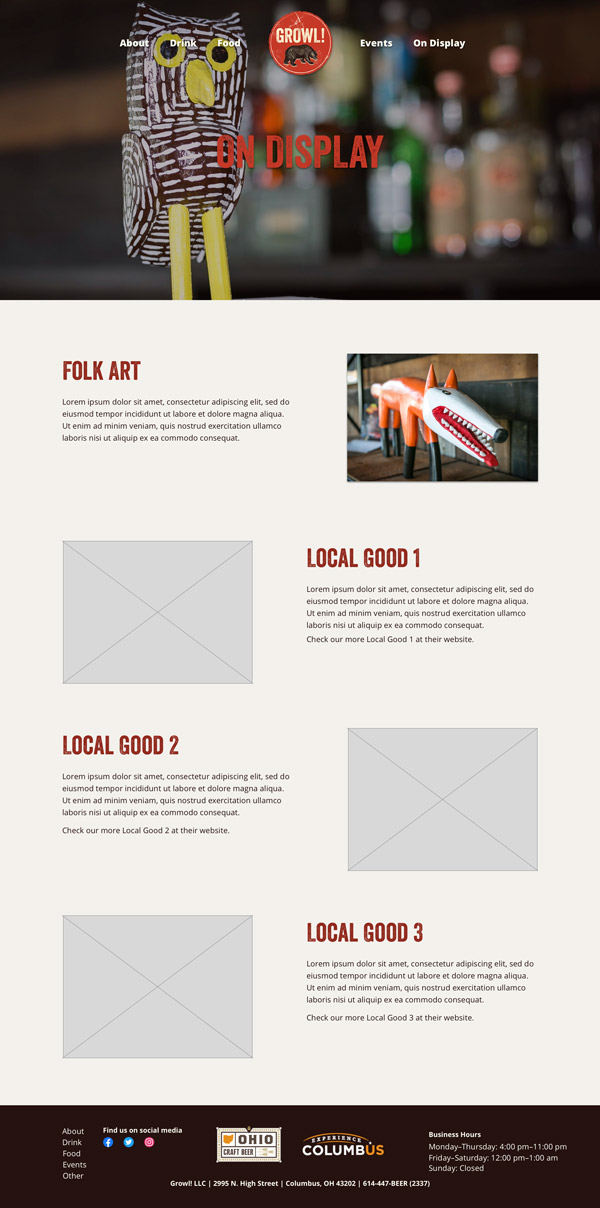 About Drink Food GROWL! Events On Display
ON DISPLAY
FOLK ART
Lorem ipsum dolor sit amet, consectetur adipiscing elit, sed do
eiusmod tempor incididunt ut labore et dolore magna aliqua.
Ut enim ad minim veniam, quis nostrud exercitation ullamco
laboris nisi ut aliquip ex ea commodo consequat.
LOCAL GOOD 1
Lorem ipsum dolor sit amet, consectetur adipiscing elit, sed do
eiusmod tempor incididunt ut labore et dolore magna aliqua.
Ut enim ad minim veniam, quis nostrud exercitation ullamco
laboris nisi ut aliquip ex ea commodo consequat.
Check our more Local Good 1 at their website.
LOCAL GOOD 2
Lorem ipsum dolor sit amet, consectetur adipiscing elit, sed do
eiusmod tempor incididunt ut labore et dolore magna aliqua.
Ut enim ad minim veniam, quis nostrud exercitation ullamco
laboris nisi ut aliquip ex ea commodo consequat.
Check our more Local Good 2 at their website.
LOCAL GOOD 3
Lorem ipsum dolor sit amet, consectetur adipiscing elit, sed do
eiusmod tempor incididunt ut labore et dolore magna aliqua.
Ut enim ad minim veniam, quis nostrud exercitation ullamco
laboris nisi ut aliquip ex ea commodo consequat.
Check our more Local Good 3 at their website.
About
Drink
Food
Events
Other
Find us on social media
OHIO
CRAFT BEER
EXPERIENCE
COLUMBUS
Business Hours
Monday–Thursday: 4:00 pm–11:00 pm
Friday–Saturday: 12:00 pm–1:00 am
Sunday: Closed
Growl! LLC | 2995 N. High Street | Columbus, OH 43202 | 614-447-BEER (2337)